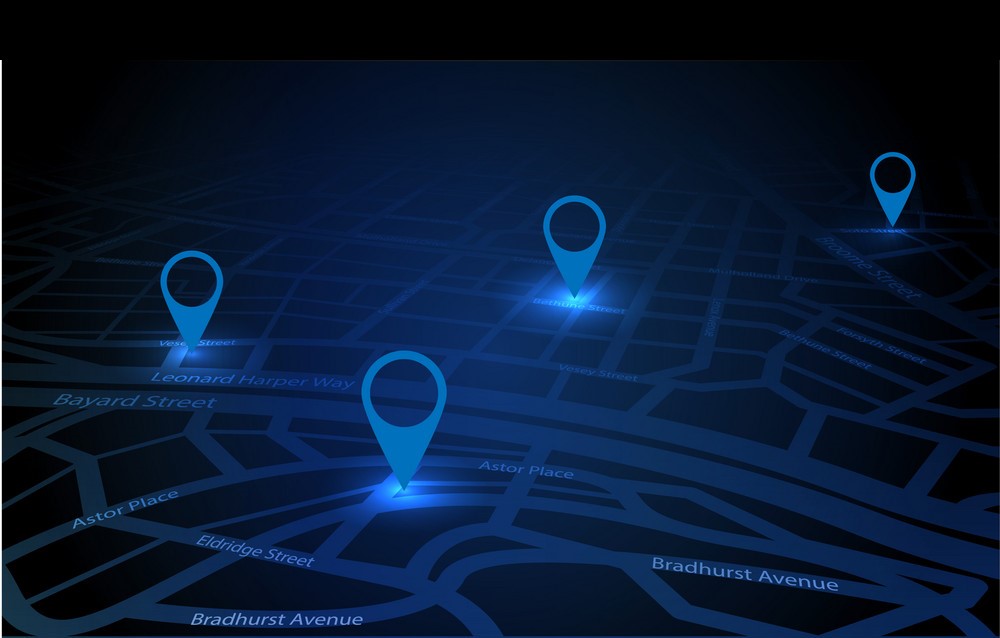 Broome Street
Bathune Street
Vesey Street
Forsyth Street
Bethune Street
Vesey Street
Leonard Harper Way
Bayard Street
Astor Place
Astor Place
Eldridge Street
Bradhurst Avenue
Bradhurst Avenue